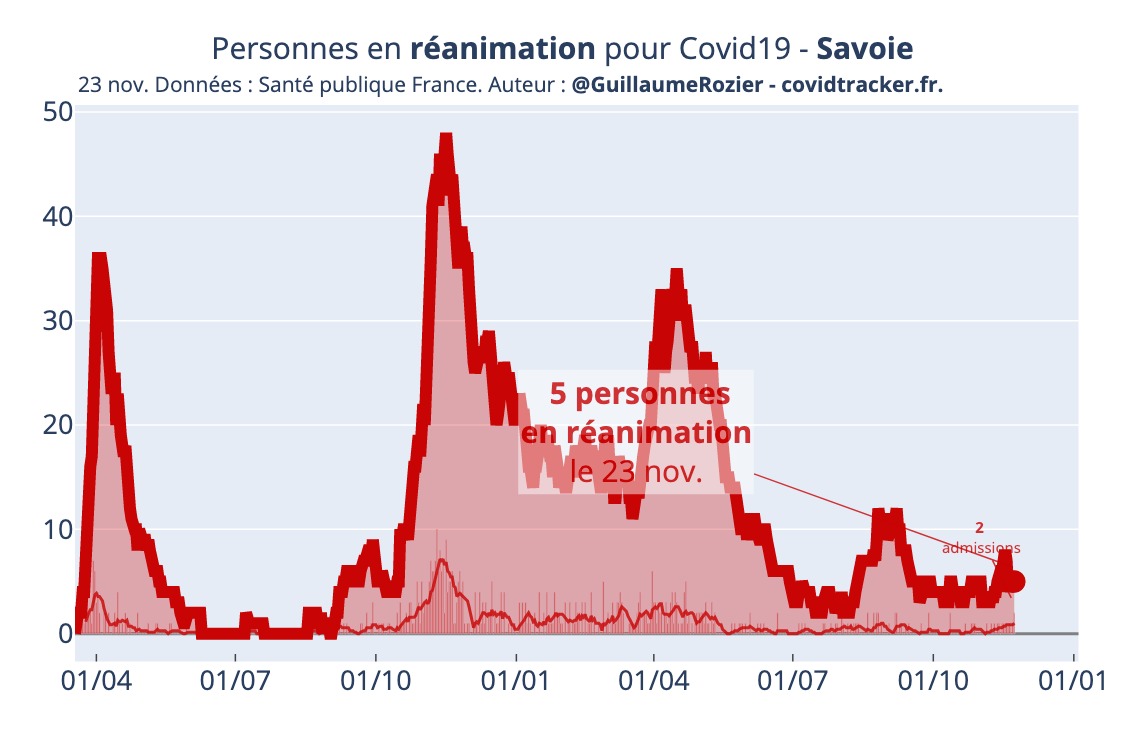 Personnes en réanimation pour Covid19 - Savoie
23 nov. Données : Santé publique France. Auteur : @GuillaumeRozier - covidtracker.fr.
50
40
30
20
10
0
5 personnes
en réanimation
le 23 nov.
2
admissions
01/04
01/07
01/10
01/01
01/04
01/07
01/10
01/01